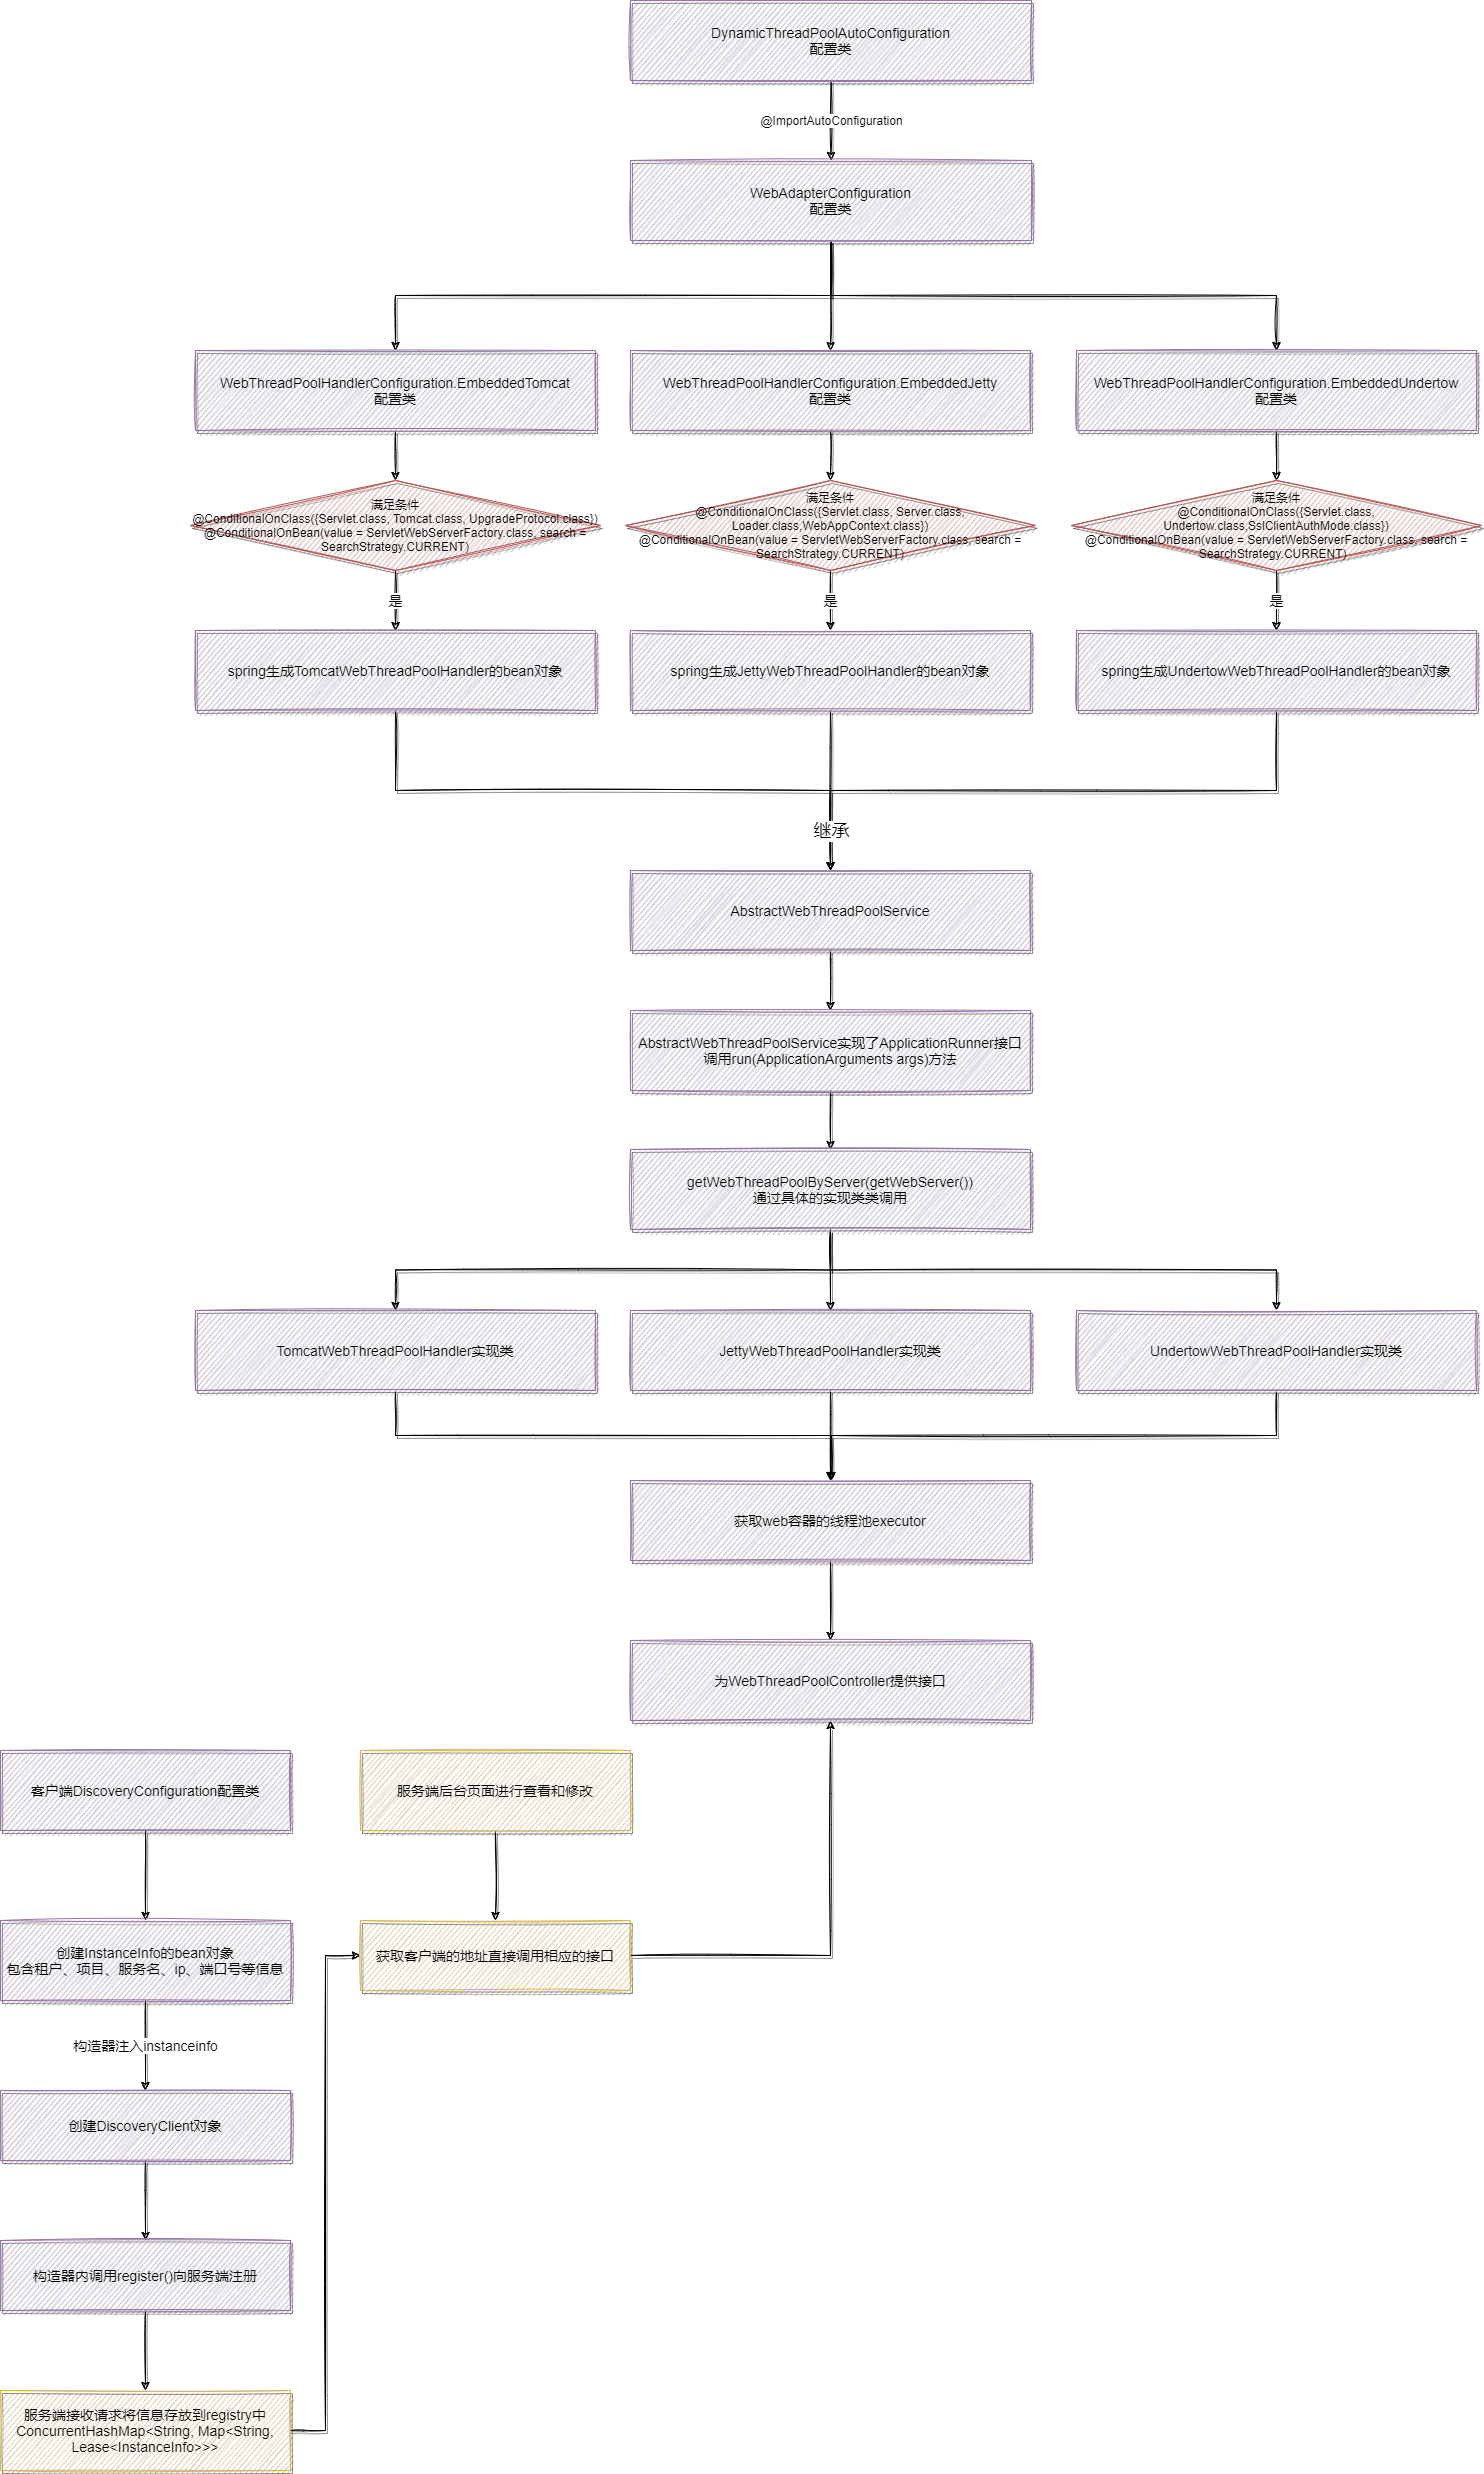 DynamicThreadPoolAutoConfiguration
配置类
@ImportAutoConfiguration
WebAdapterConfiguration
配置类
WebThreadPoolHandlerConfiguration.EmbeddedTomcat
配置类
WebThreadPoolHandlerConfiguration.EmbeddedJetty
配置类
WebThreadPoolHandlerConfiguration.EmbeddedUndertow
配置类
满足条件
@ConditionalOnClass({Servlet.class, Tomcat.class, UpgradeProtocol.class})
@ConditionalOnBean(value = ServletWebServerFactory.class, search =
SearchStrategy.CURRENT)
满足条件
@ConditionalOnClass({Servlet.class, Server.class,
Loader.class,WebAppContext.class})
@ConditionalOnBean(value = ServletWebServerFactory.class, search =
SearchStrategy.CURRENT)
满足条件
@ConditionalOnClass({Servlet.class,
Undertow.class,SslClientAuthMode.class})
@ConditionalOnBean(value = ServletWebServerFactory.class, search =
SearchStrategy.CURRENT)
是
是
是
spring生成TomcatWebThreadPoolHandler的bean对象
spring生成JettyWebThreadPoolHandler的bean对象
spring生成UndertowWebThreadPoolHandler的bean对象
继承
AbstractWebThreadPoolService
AbstractWebThreadPoolService实现了ApplicationRunner接口
调用run(ApplicationArguments args)方法
getWebThreadPoolByServer(getWebServer())
通过具体的实现类类调用
TomcatWebThreadPoolHandler实现类
JettyWebThreadPoolHandler实现类
UndertowWebThreadPoolHandler实现类
获取web容器的线程池executor
为WebThreadPoolController提供接口
客户端DiscoveryConfiguration配置类
服务端后台页面进行查看和修改
创建InstanceInfo的bean对象
包含租户、项目、服务名、ip、端口号等信息
获取客户端的地址直接调用相应的接口
构造器注入instanceinfo
创建DiscoveryClient对象
构造器内调用register()向服务端注册
服务端接收请求将信息存放到registry中
ConcurrentHashMap<String, Map<String,
Lease<InstanceInfo>>>